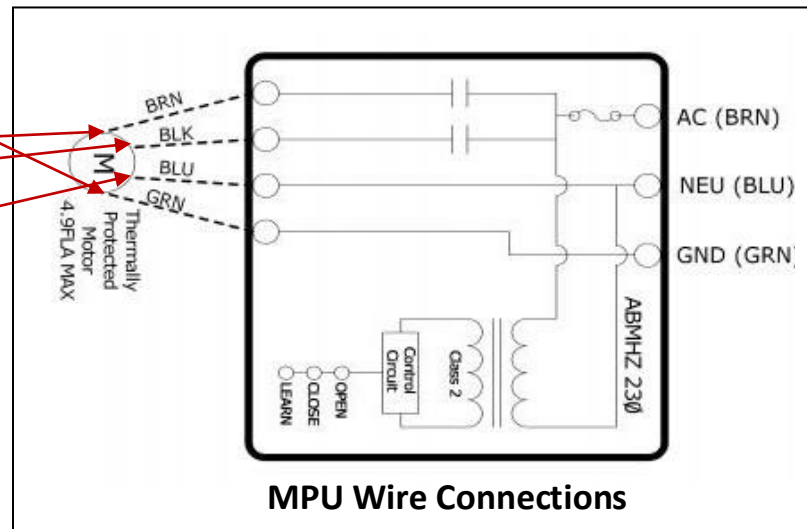 BRN
BLK
BLU
GRN
M
Thermally
Protected
Motor
4.9FLA MAX
AC (BRN)
NEU (BLU)
GND (GRN)
ABMHZ 23Ø
Class 2
Control
Circuit
OPEN
CLOSE
LEARN
MPU Wire Connections